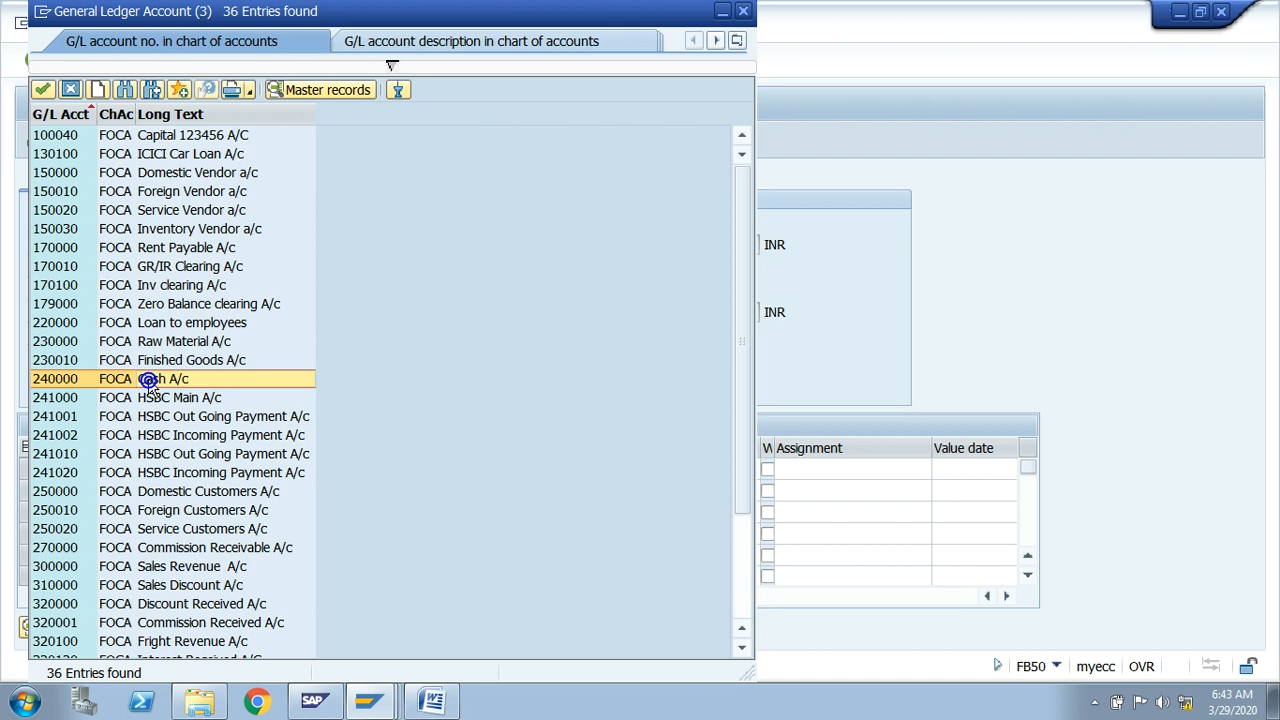 General Ledger Account (3) 36 Entries found
G/L account no. in chart of accounts G/L account description in chart of accounts
Master records
G/L Acct ChAc Long Text
100040 FOCA Capital 123456 A/C
130100 FOCA ICICI Car Loan A/c
150000 FOCA Domestic Vendor a/c
150010 FOCA Foreign Vendor a/c
150020 FOCA Service Vendor a/c
150030 FOCA Inventory Vendor a/c
170000 FOCA Rent Payable A/c
170010 FOCA GR/IR Clearing A/c
170100 FOCA Inv clearing A/c
179000 FOCA Zero Balance clearing A/c
220000 FOCA Loan to employees
230000 FOCA Raw Material A/c
230010 FOCA Finished Goods A/c
240000 FOCA Cash A/c
241000 FOCA HSBC Main A/c
241001 FOCA HSBC Out Going Payment A/c
241002 FOCA HSBC Incoming Payment A/c
241010 FOCA HSBC Out Going Payment A/c
241020 FOCA HSBC Incoming Payment A/c
250000 FOCA Domestic Customers A/c
250010 FOCA Foreign Customers A/c
250020 FOCA Service Customers A/c
270000 FOCA Commission Receivable A/c
300000 FOCA Sales Revenue A/c
310000 FOCA Sales Discount A/c
320000 FOCA Discount Received A/c
320001 FOCA Commission Received A/c
320100 FOCA Fright Revenue A/c
36 Entries found
INR
INR
Assignment Value date
FB50 myecc OVR
SAP
6:43 AM
3/29/2020